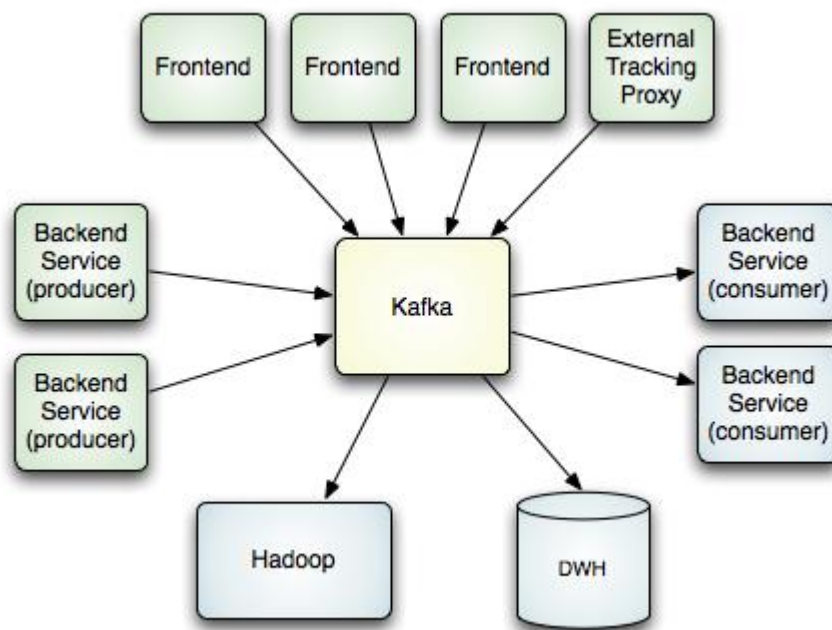 Frontend
Frontend
Frontend
External
Tracking
Proxy
Backend
Service
(producer)
Kafka
Backend
Service
(consumer)
Backend
Service
(producer)
Backend
Service
(consumer)
Hadoop
DWH